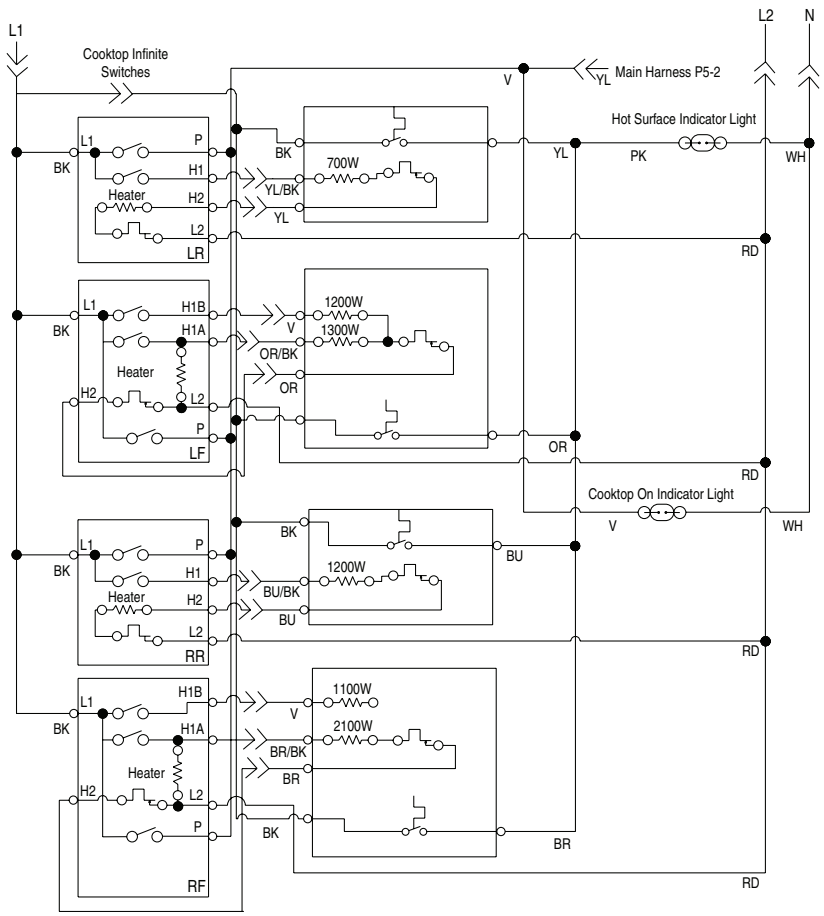 L1
L2
N
Cooktop Infinite
Switches
V
YL
Main Harness P5-2
Hot Surface Indicator Light
L1
P
BK
BK
YL
PK
WH
H1
700W
YL/BK
Heater
H2
YL
L2
LR
RD
L1
H1B
1200W
BK
V
H1A
1300W
OR/BK
Heater
OR
H2
L2
P
LF
OR
RD
Cooktop On Indicator Light
V
WH
BK
L1
P
BU
BK
H1
1200W
BU/BK
Heater
H2
BU
L2
RR
RD
L1
H1B
1100W
BK
V
H1A
2100W
BR/BK
Heater
BR
H2
L2
P
BK
BR
RF
RD